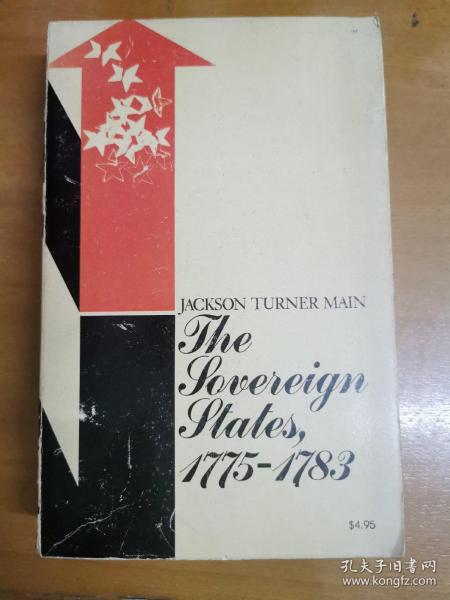 JACKSON TURNER MAIN
The
Sovereign
States,
1775-1783
$4.95
孔夫子旧书网
www.kongfz.com